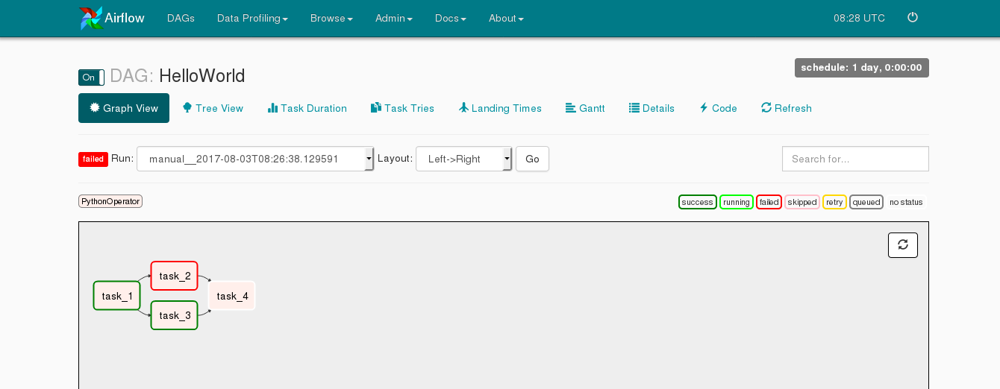 Airflow DAGs Data Profiling Browse Admin Docs About 08:28 UTC
On DAG: HelloWorld schedule: 1 day, 0:00:00
Graph View Tree View Task Duration Task Tries Landing Times Gantt Details Code Refresh
failed Run: manual__2017-08-03T08:26:38.129591 Layout: Left->Right Go Search for...
PythonOperator success running failed skipped retry queued no status
task_2
task_1 task_4
task_3